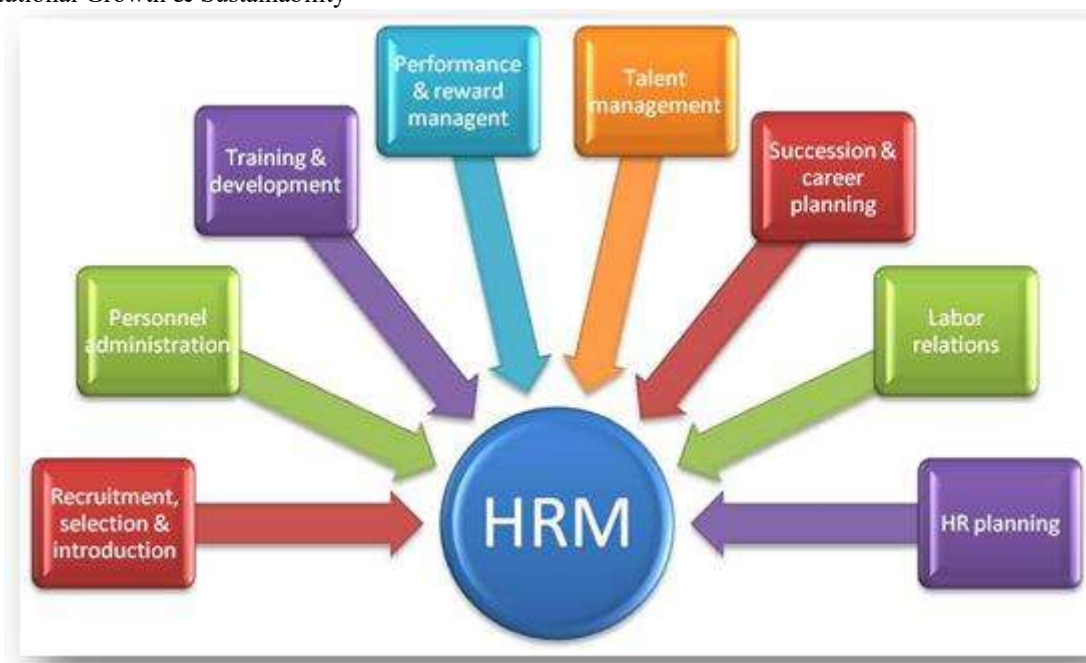 Growth & Sustainability
Performance
& reward
managent
Talent
management
Training &
development
Succession &
career
planning
Personnel
administration
Labor
relations
Recruitment,
selection &
introduction
HRM
HR planning